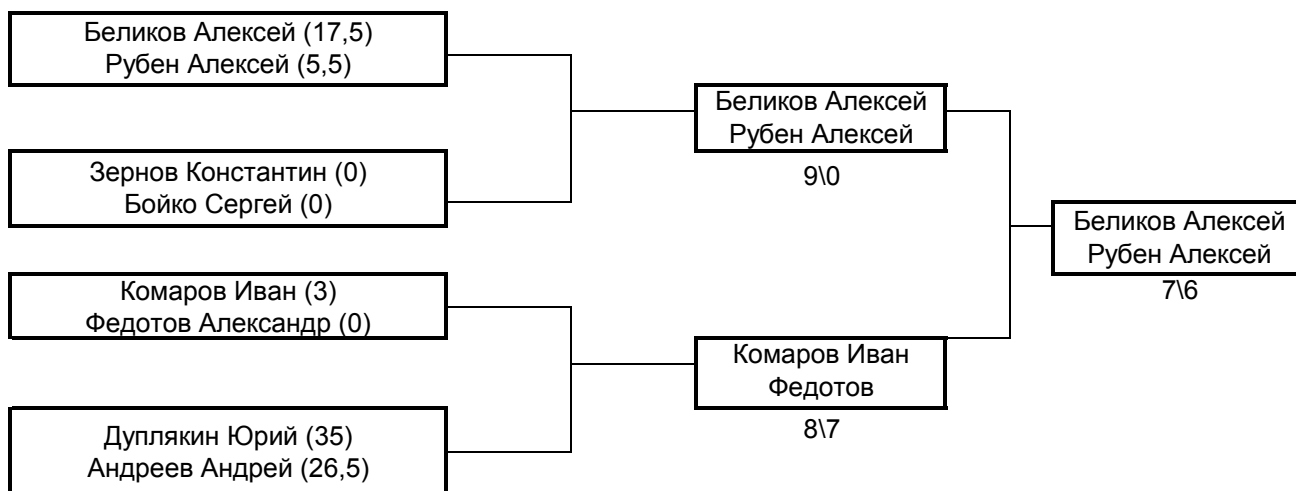 Беликов Алексей (17,5)
Рубен Алексей (5,5)
Зернов Константин (0)
Бойко Сергей (0)
Комаров Иван (3)
Федотов Александр (0)
Дуплякин Юрий (35)
Андреев Андрей (26,5)
Беликов Алексей
Рубен Алексей
9\0
Комаров Иван
Федотов
8\7
Беликов Алексей
Рубен Алексей
7\6